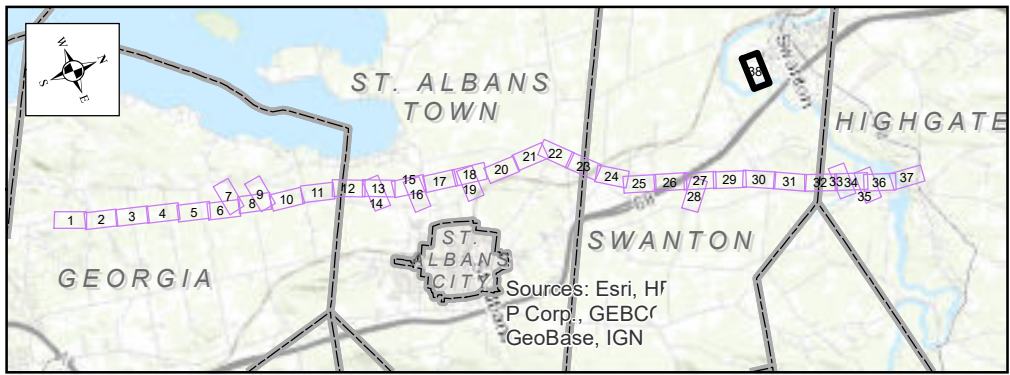 W
N
S
E
ST. ALBANS
TOWN
HIGHGATE
GEORGIA
ST.
ALBANS
CITY
SWANTON
Swanton
38
1 2 3 4 5 6 7 8 9 10 11 12 13 14 15 16 17 18 19 20 21 22 23 24 25 26 27 28 29 30 31 32 33 34 35 36 37
Sources: Esri, HE
P Corp., GEBCO
GeoBase, IGN